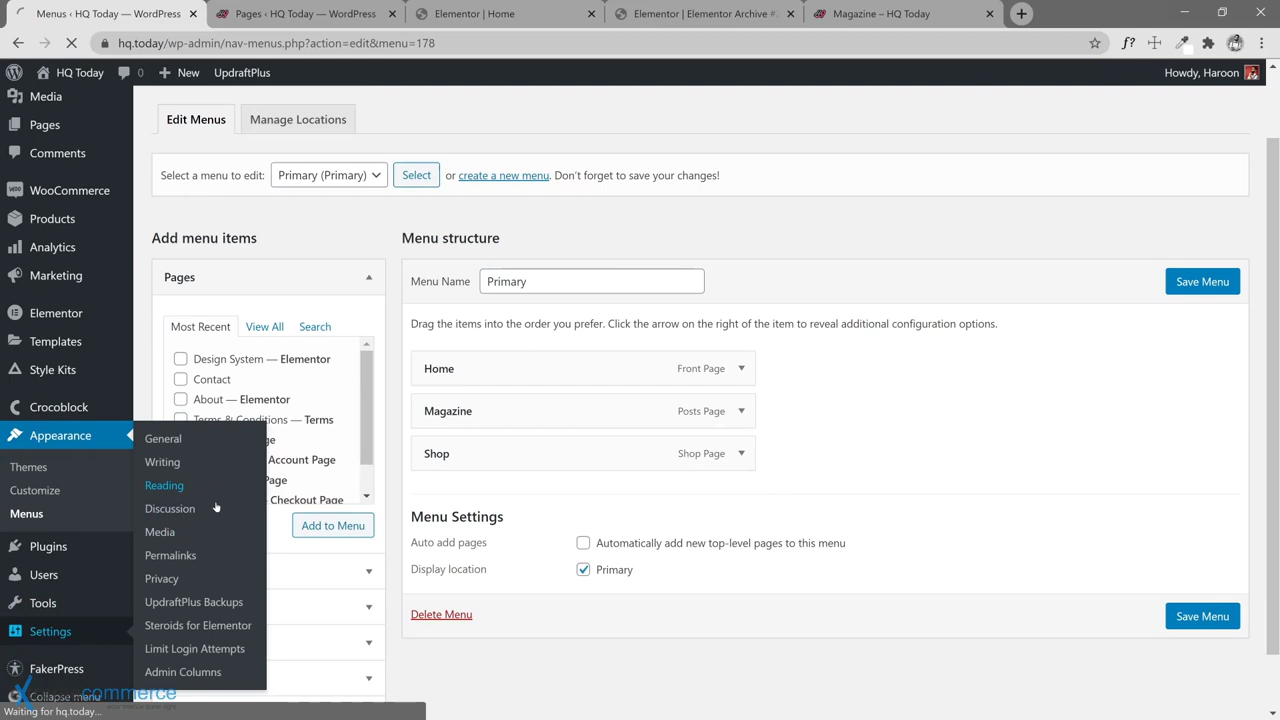 Menus ‹ HQ Today — WordPress
Pages ‹ HQ Today — WordPress
Elementor | Home
Elementor | Elementor Archive #
Magazine – HQ Today
hq.today/wp-admin/nav-menus.php?action=edit&menu=178
HQ Today
0
New
UpdraftPlus
Howdy, Haroon
Media
Pages
Comments
WooCommerce
Products
Analytics
Marketing
Elementor
Templates
Style Kits
Crocoblock
Appearance
Themes
Customize
Menus
Plugins
Users
Tools
Settings
FakerPress
Collapse menu
commerce
Waiting for hq.today...
General
Writing
Reading
Discussion
Media
Permalinks
Privacy
UpdraftPlus Backups
Steroids for Elementor
Limit Login Attempts
Admin Columns
Edit Menus
Manage Locations
Select a menu to edit: Primary (Primary) Select or create a new menu. Don’t forget to save your changes!
Add menu items
Pages
Most Recent View All Search
Design System — Elementor
Contact
About — Elementor
Terms & Conditions — Terms
ge
Account Page
age
Checkout Page
Add to Menu
Menu structure
Menu Name Primary
Save Menu
Drag the items into the order you prefer. Click the arrow on the right of the item to reveal additional configuration options.
Home Front Page
Magazine Posts Page
Shop Shop Page
Menu Settings
Auto add pages Automatically add new top-level pages to this menu
Display location Primary
Delete Menu
Save Menu